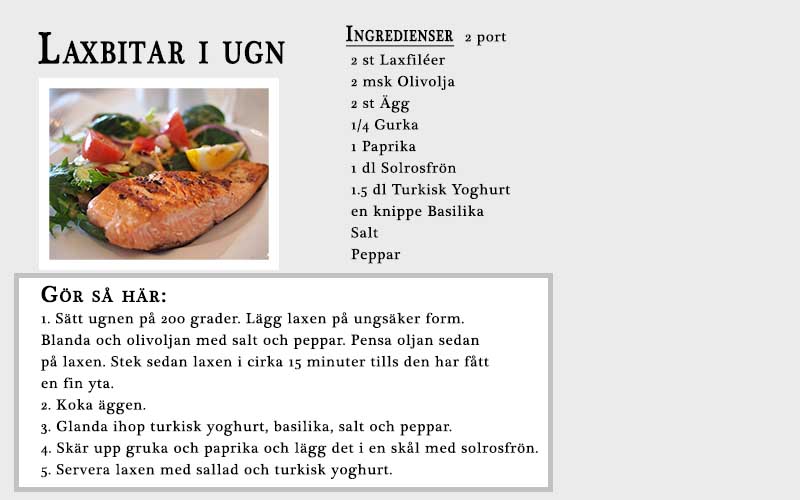 Laxbitar i ugn
Ingredienser 2 port
2 st Laxfiléer
2 msk Olivolja
2 st Ägg
1/4 Gurka
1 Paprika
1 dl Solrosfrön
1.5 dl Turkisk Yoghurt
en knippe Basilika
Salt
Peppar
Gör så här:
1. Sätt ugnen på 200 grader. Lägg laxen på ungsäker form.
Blanda och olivoljan med salt och peppar. Pensa oljan sedan
på laxen. Stek sedan laxen i cirka 15 minuter tills den har fått
en fin yta.
2. Koka äggen.
3. Glanda ihop turkisk yoghurt, basilika, salt och peppar.
4. Skär upp gruka och paprika och lägg det i en skål med solrosfrön.
5. Servera laxen med sallad och turkisk yoghurt.